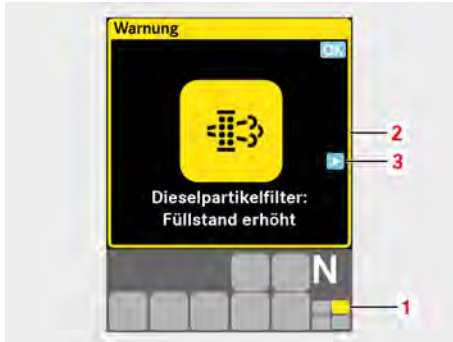 Warnung
OK
2
3
Dieselpartikelfilter:
Füllstand erhöht
N
1